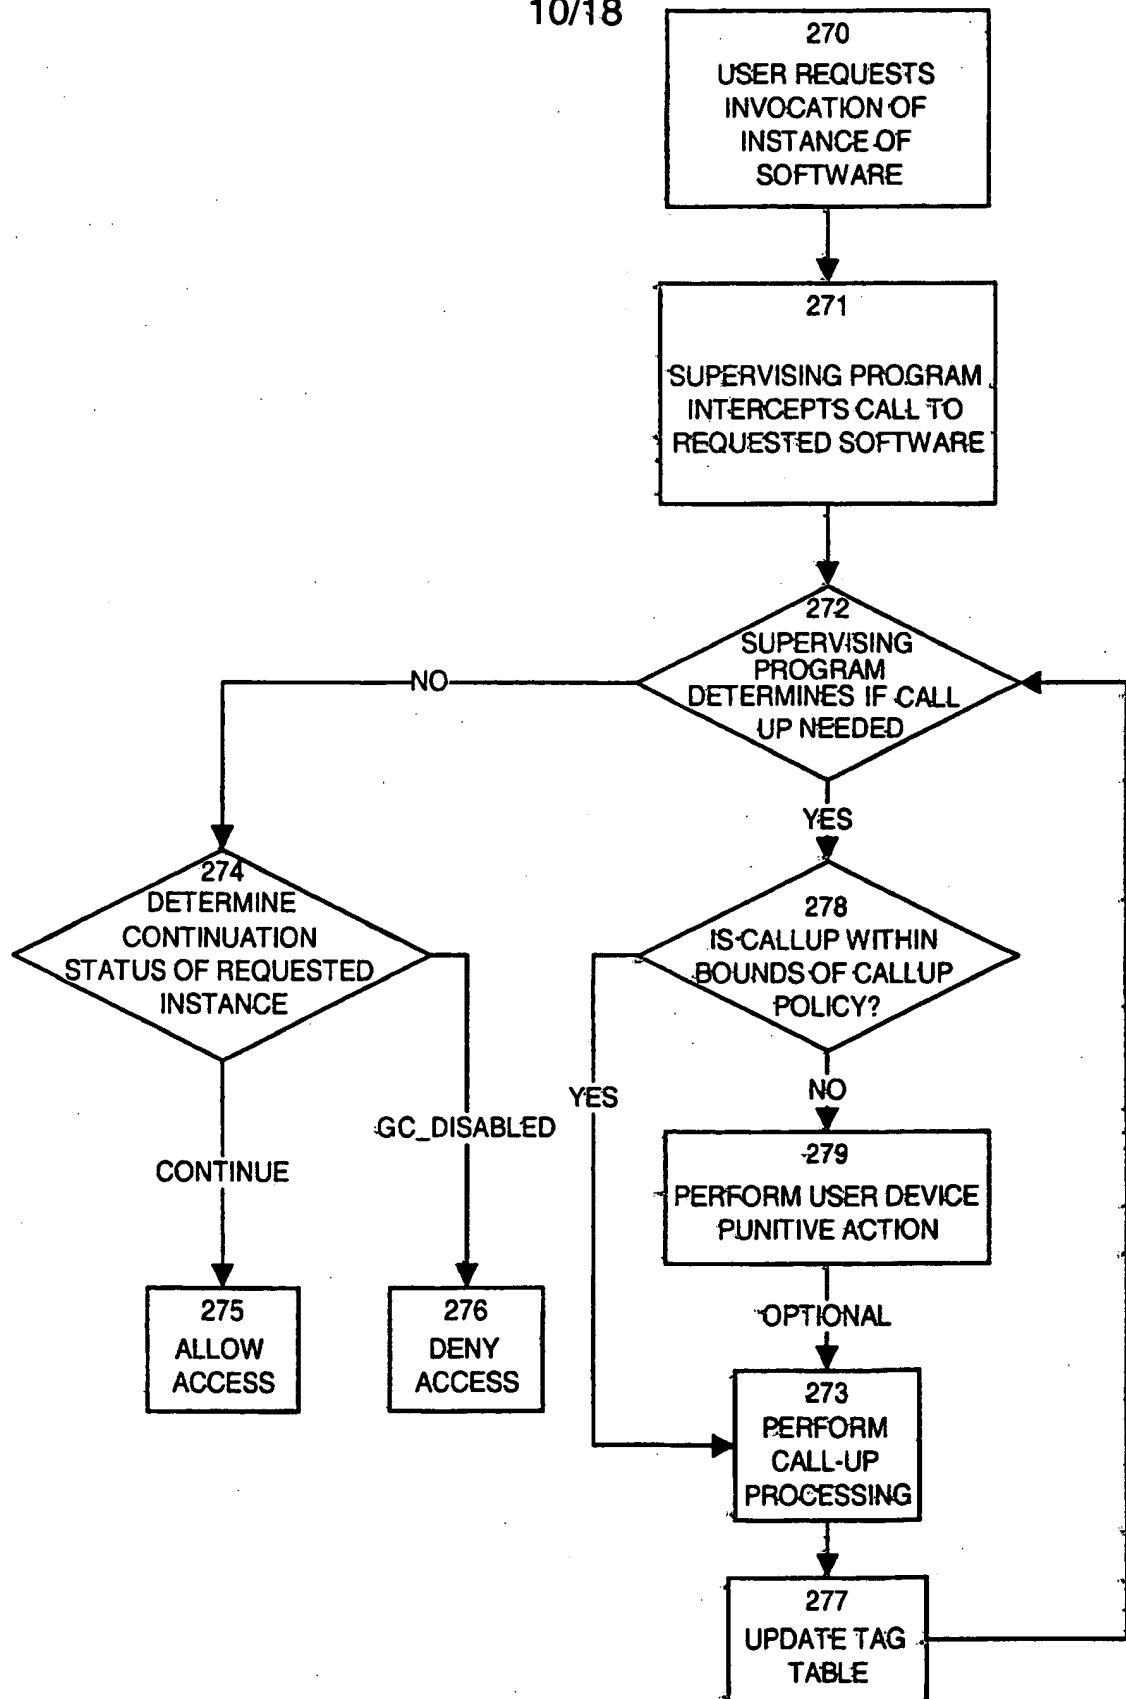 10/18
270
USER REQUESTS
INVOCATION OF
INSTANCE OF
SOFTWARE
271
SUPERVISING PROGRAM
INTERCEPTS CALL TO
REQUESTED SOFTWARE
272
SUPERVISING
PROGRAM
DETERMINES IF CALL
UP NEEDED
NO
YES
274
DETERMINE
CONTINUATION
STATUS OF REQUESTED
INSTANCE
278
IS CALLUP WITHIN
BOUNDS OF CALLUP
POLICY?
YES
NO
GC_DISABLED
CONTINUE
279
PERFORM USER DEVICE
PUNITIVE ACTION
OPTIONAL
275
ALLOW
ACCESS
276
DENY
ACCESS
273
PERFORM
CALL-UP
PROCESSING
277
UPDATE TAG
TABLE